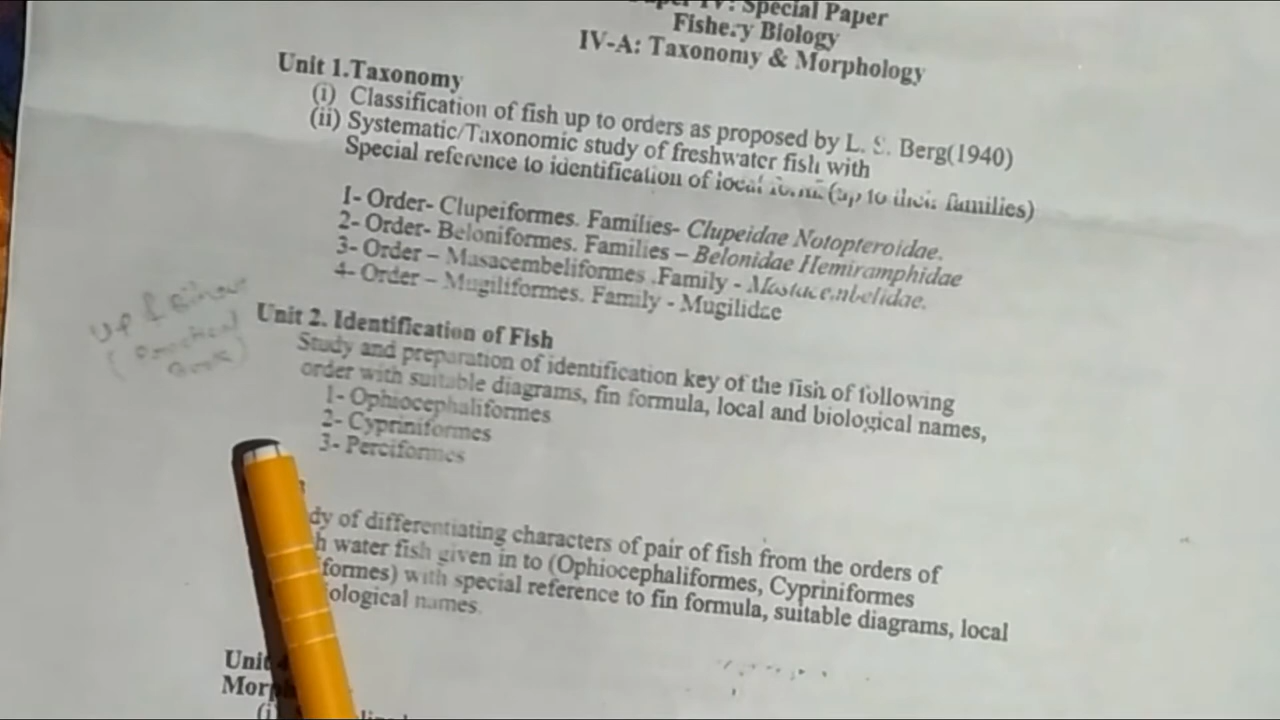 Paper IV: Special Paper
Fishery Biology
IV-A: Taxonomy & Morphology
Unit 1.Taxonomy
(i) Classification of fish up to orders as proposed by L. S. Berg(1940)
(ii) Systematic/Taxonomic study of freshwater fish with
Special reference to identification of local (up to their families)
1- Order- Clupeiformes. Families- Clupeidae Notopteroidae.
2- Order- Beloniformes. Families – Belonidae Hemiramphidae
3- Order – Masacembeliformes .Family - Mastacembelidae.
4- Order – Mugiliformes. Family - Mugilidae
Up &
(Practical
Book)
Unit 2. Identification of Fish
Study and preparation of identification key of the fish of following
order with suitable diagrams, fin formula, local and biological names,
1- Ophiocephaliformes
2- Cypriniformes
3- Perciformes
dy of differentiating characters of pair of fish from the orders of
h water fish given in to (Ophiocephaliformes, Cypriniformes
formes) with special reference to fin formula, suitable diagrams, local
ological names.
Unit
Morp
(i)